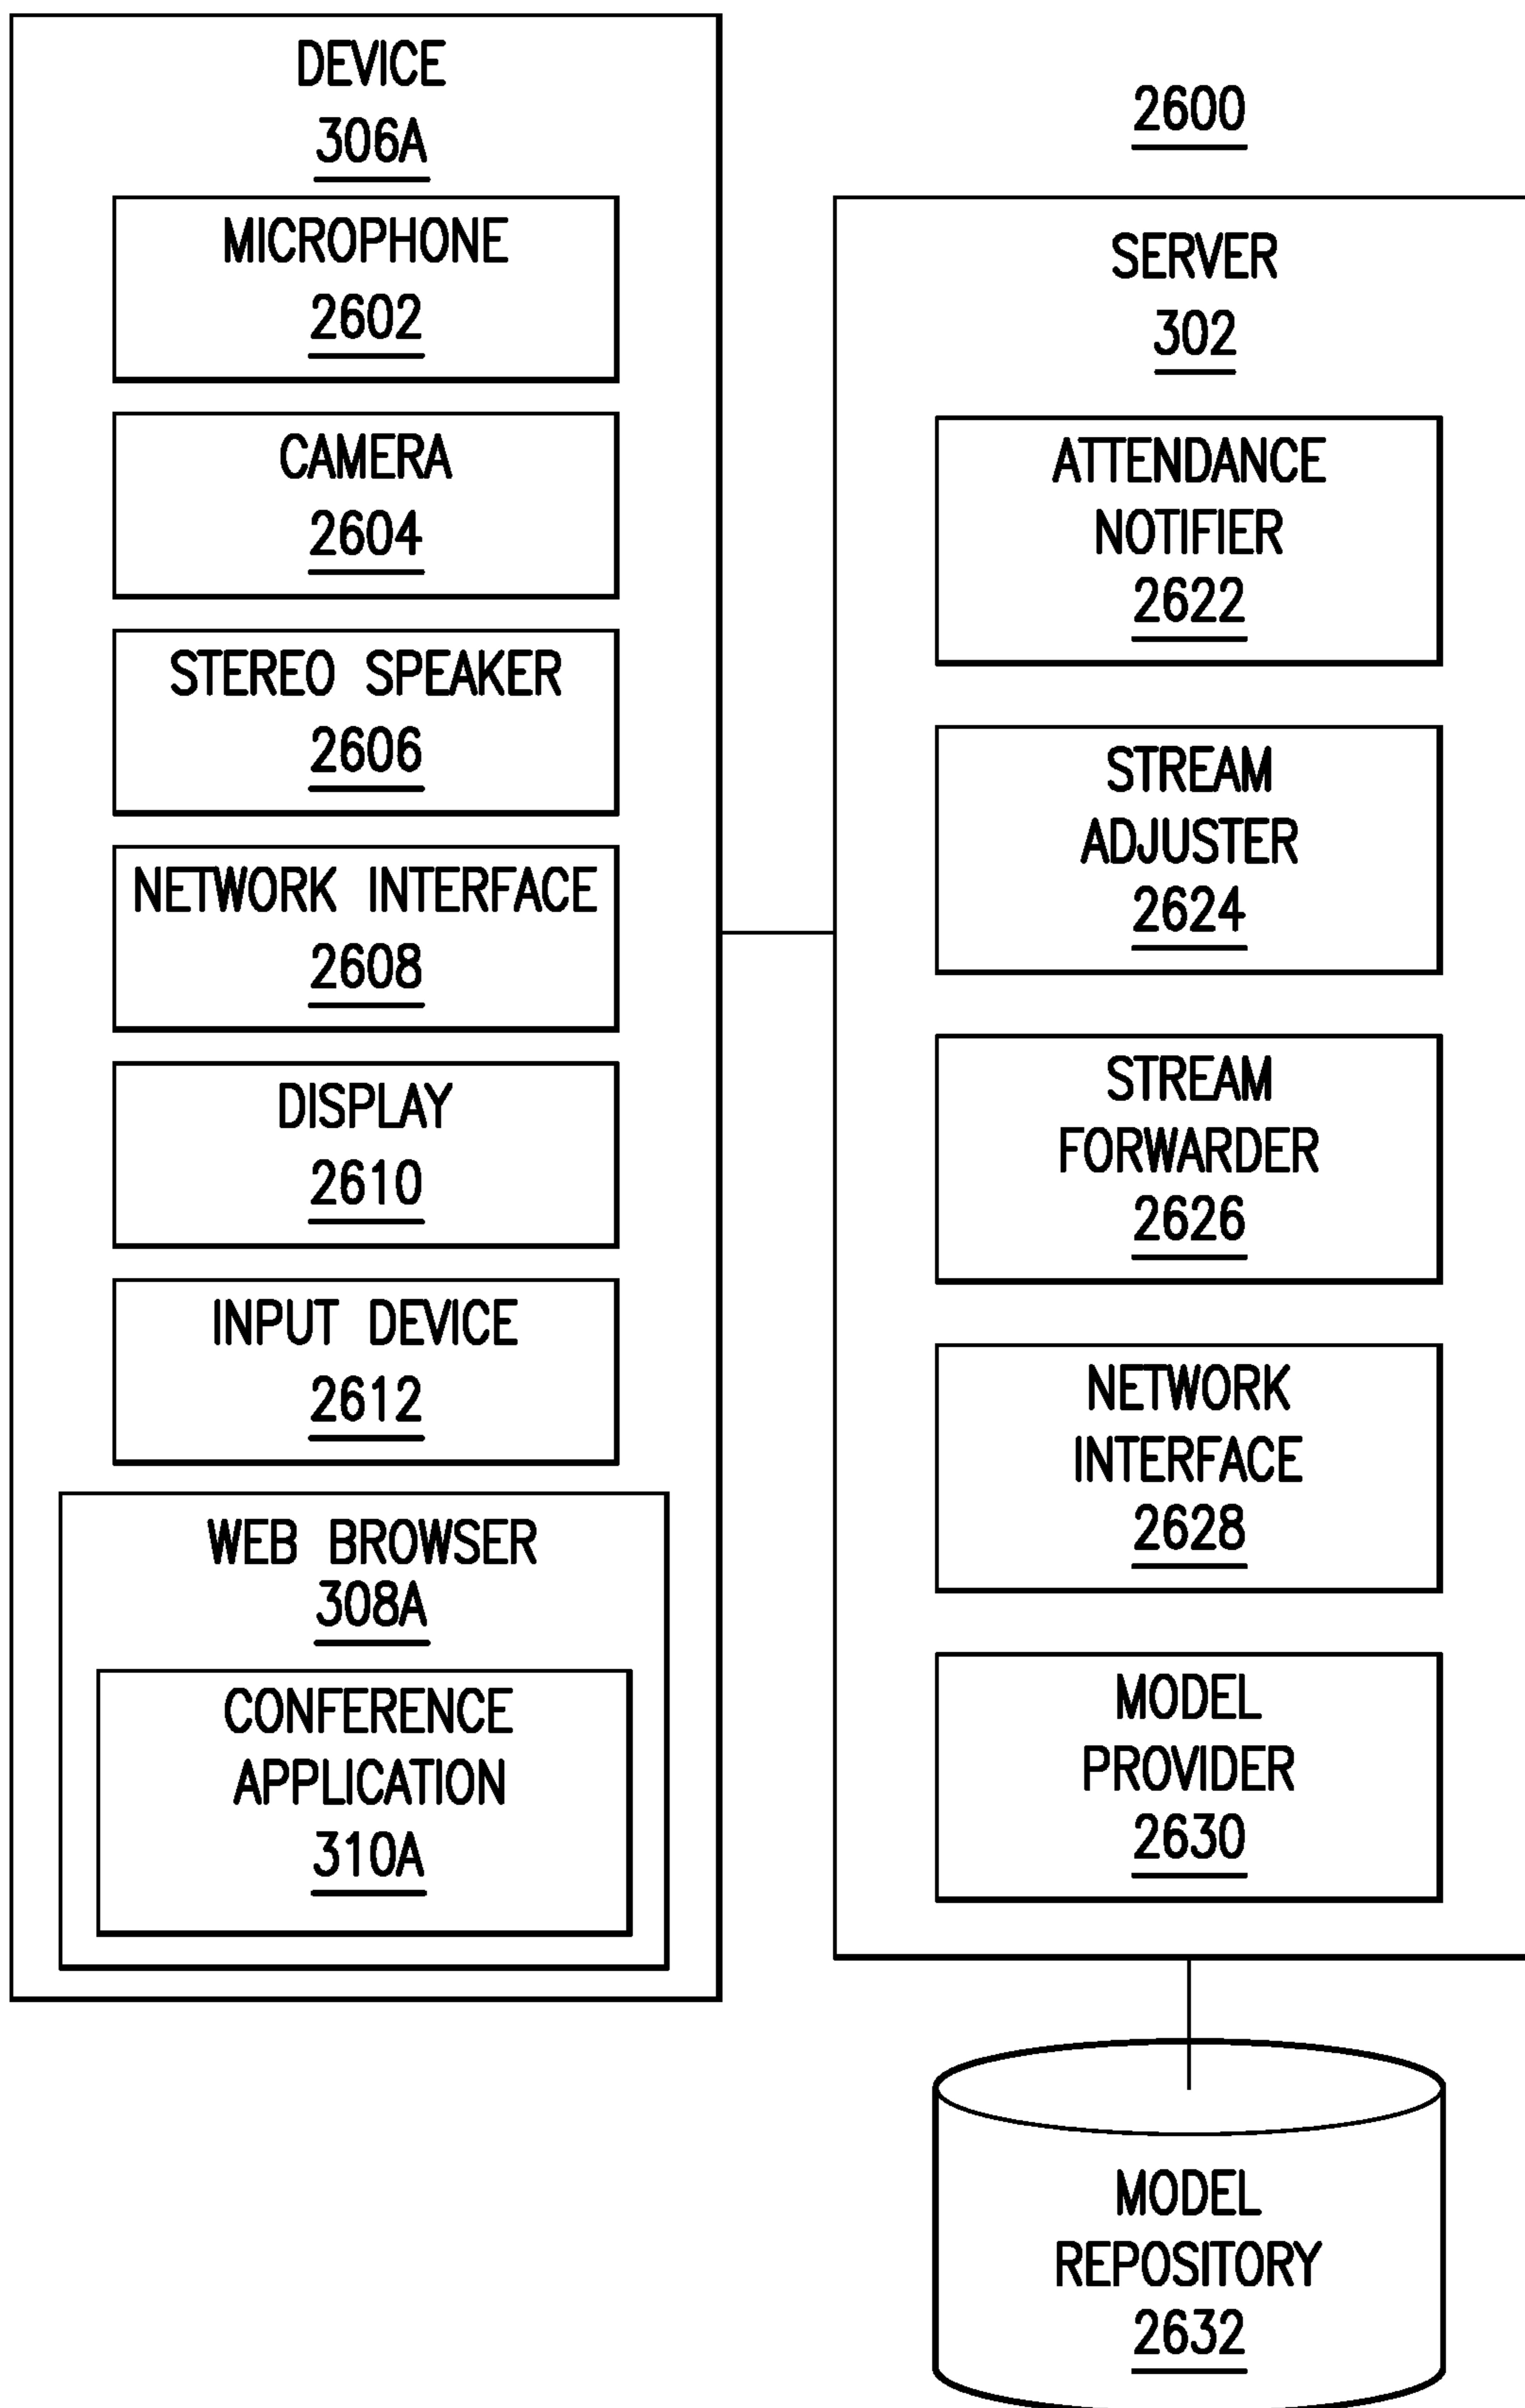 DEVICE
306A
MICROPHONE
2602
CAMERA
2604
STEREO SPEAKER
2606
NETWORK INTERFACE
2608
DISPLAY
2610
INPUT DEVICE
2612
WEB BROWSER
308A
CONFERENCE
APPLICATION
310A
2600
SERVER
302
ATTENDANCE
NOTIFIER
2622
STREAM
ADJUSTER
2624
STREAM
FORWARDER
2626
NETWORK
INTERFACE
2628
MODEL
PROVIDER
2630
MODEL
REPOSITORY
2632